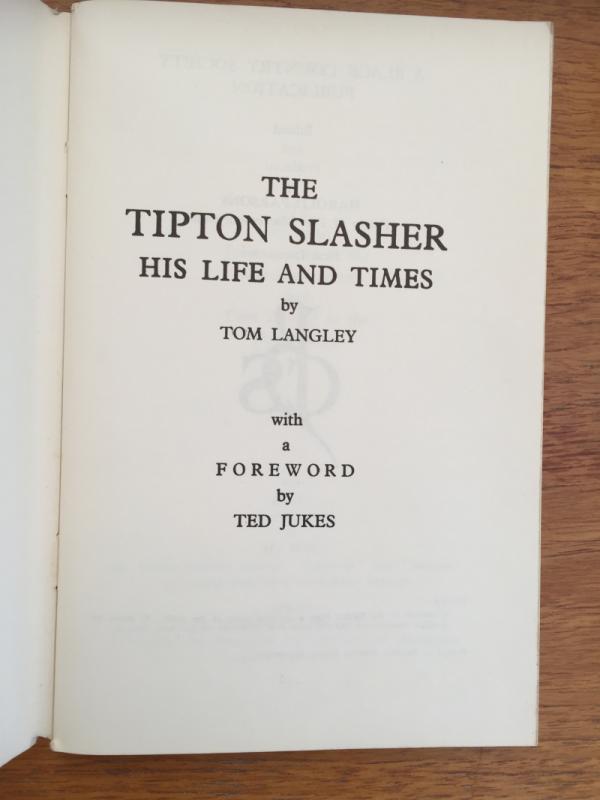 THE
TIPTON SLASHER
HIS LIFE AND TIMES
by
TOM LANGLEY
with
a
FOREWORD
by
TED JUKES